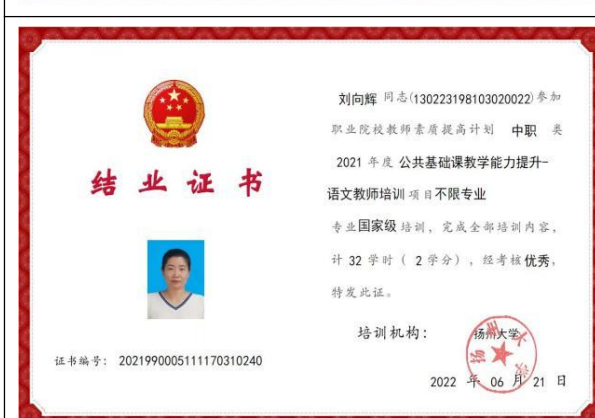 结业证书
证书编号: 2021990005111170310240
刘向辉 同志(130223198103020022)参加
职业院校教师素质提高计划 中职 类
2021 年度 公共基础课教学能力提升-
语文教师培训 项目不限专业
专业国家级 培训, 完成全部培训内容,
计 32 学时 ( 2 学分) , 经考核优秀,
特发此证。
培训机构: 扬州大学
扬州大学
2022 年 06 月 21 日